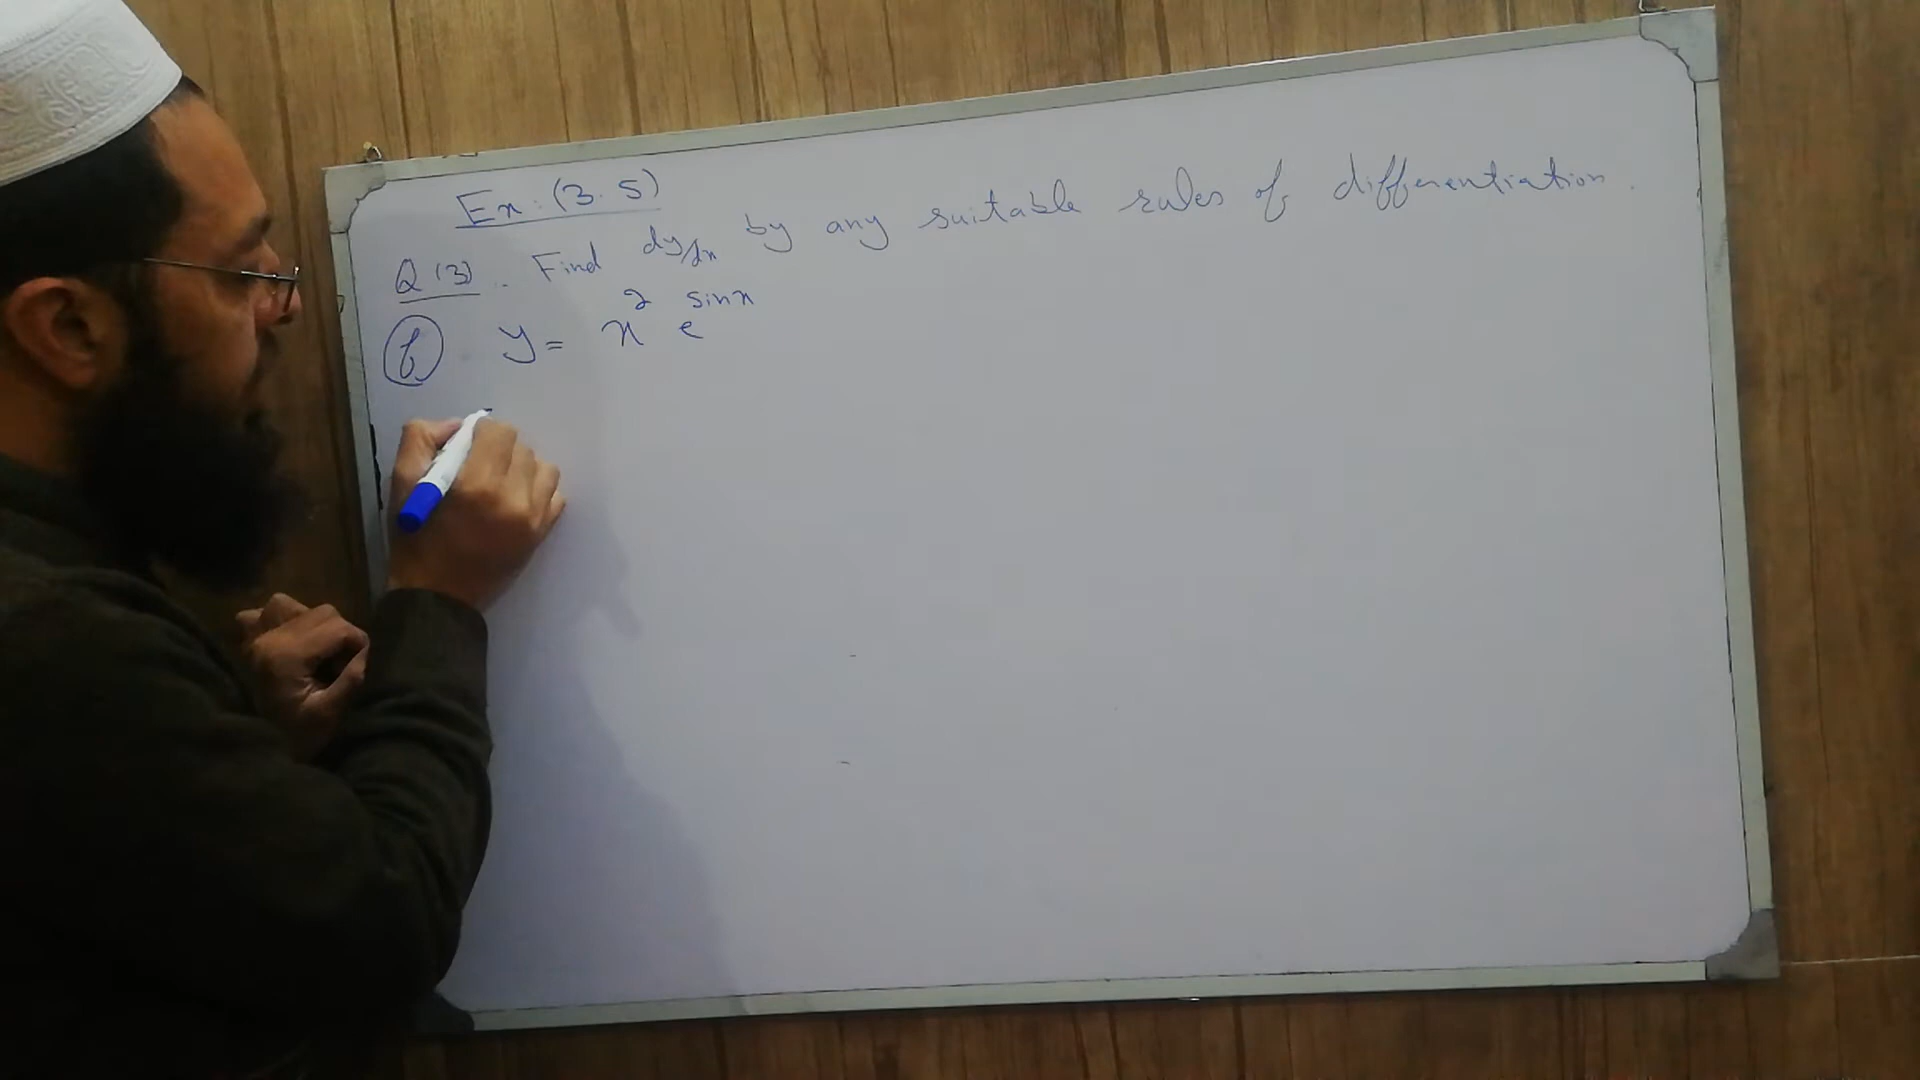 Ex: (3.5)
Q(3). Find dy/dx by any suitable rules of differentiation.
f y = x² e^sinx